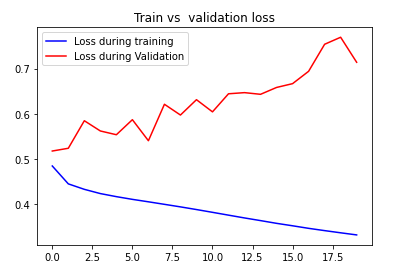 Train vs  validation loss
Loss during training
Loss during Validation
0.7
0.6
0.5
0.4
0.0 2.5 5.0 7.5 10.0 12.5 15.0 17.5